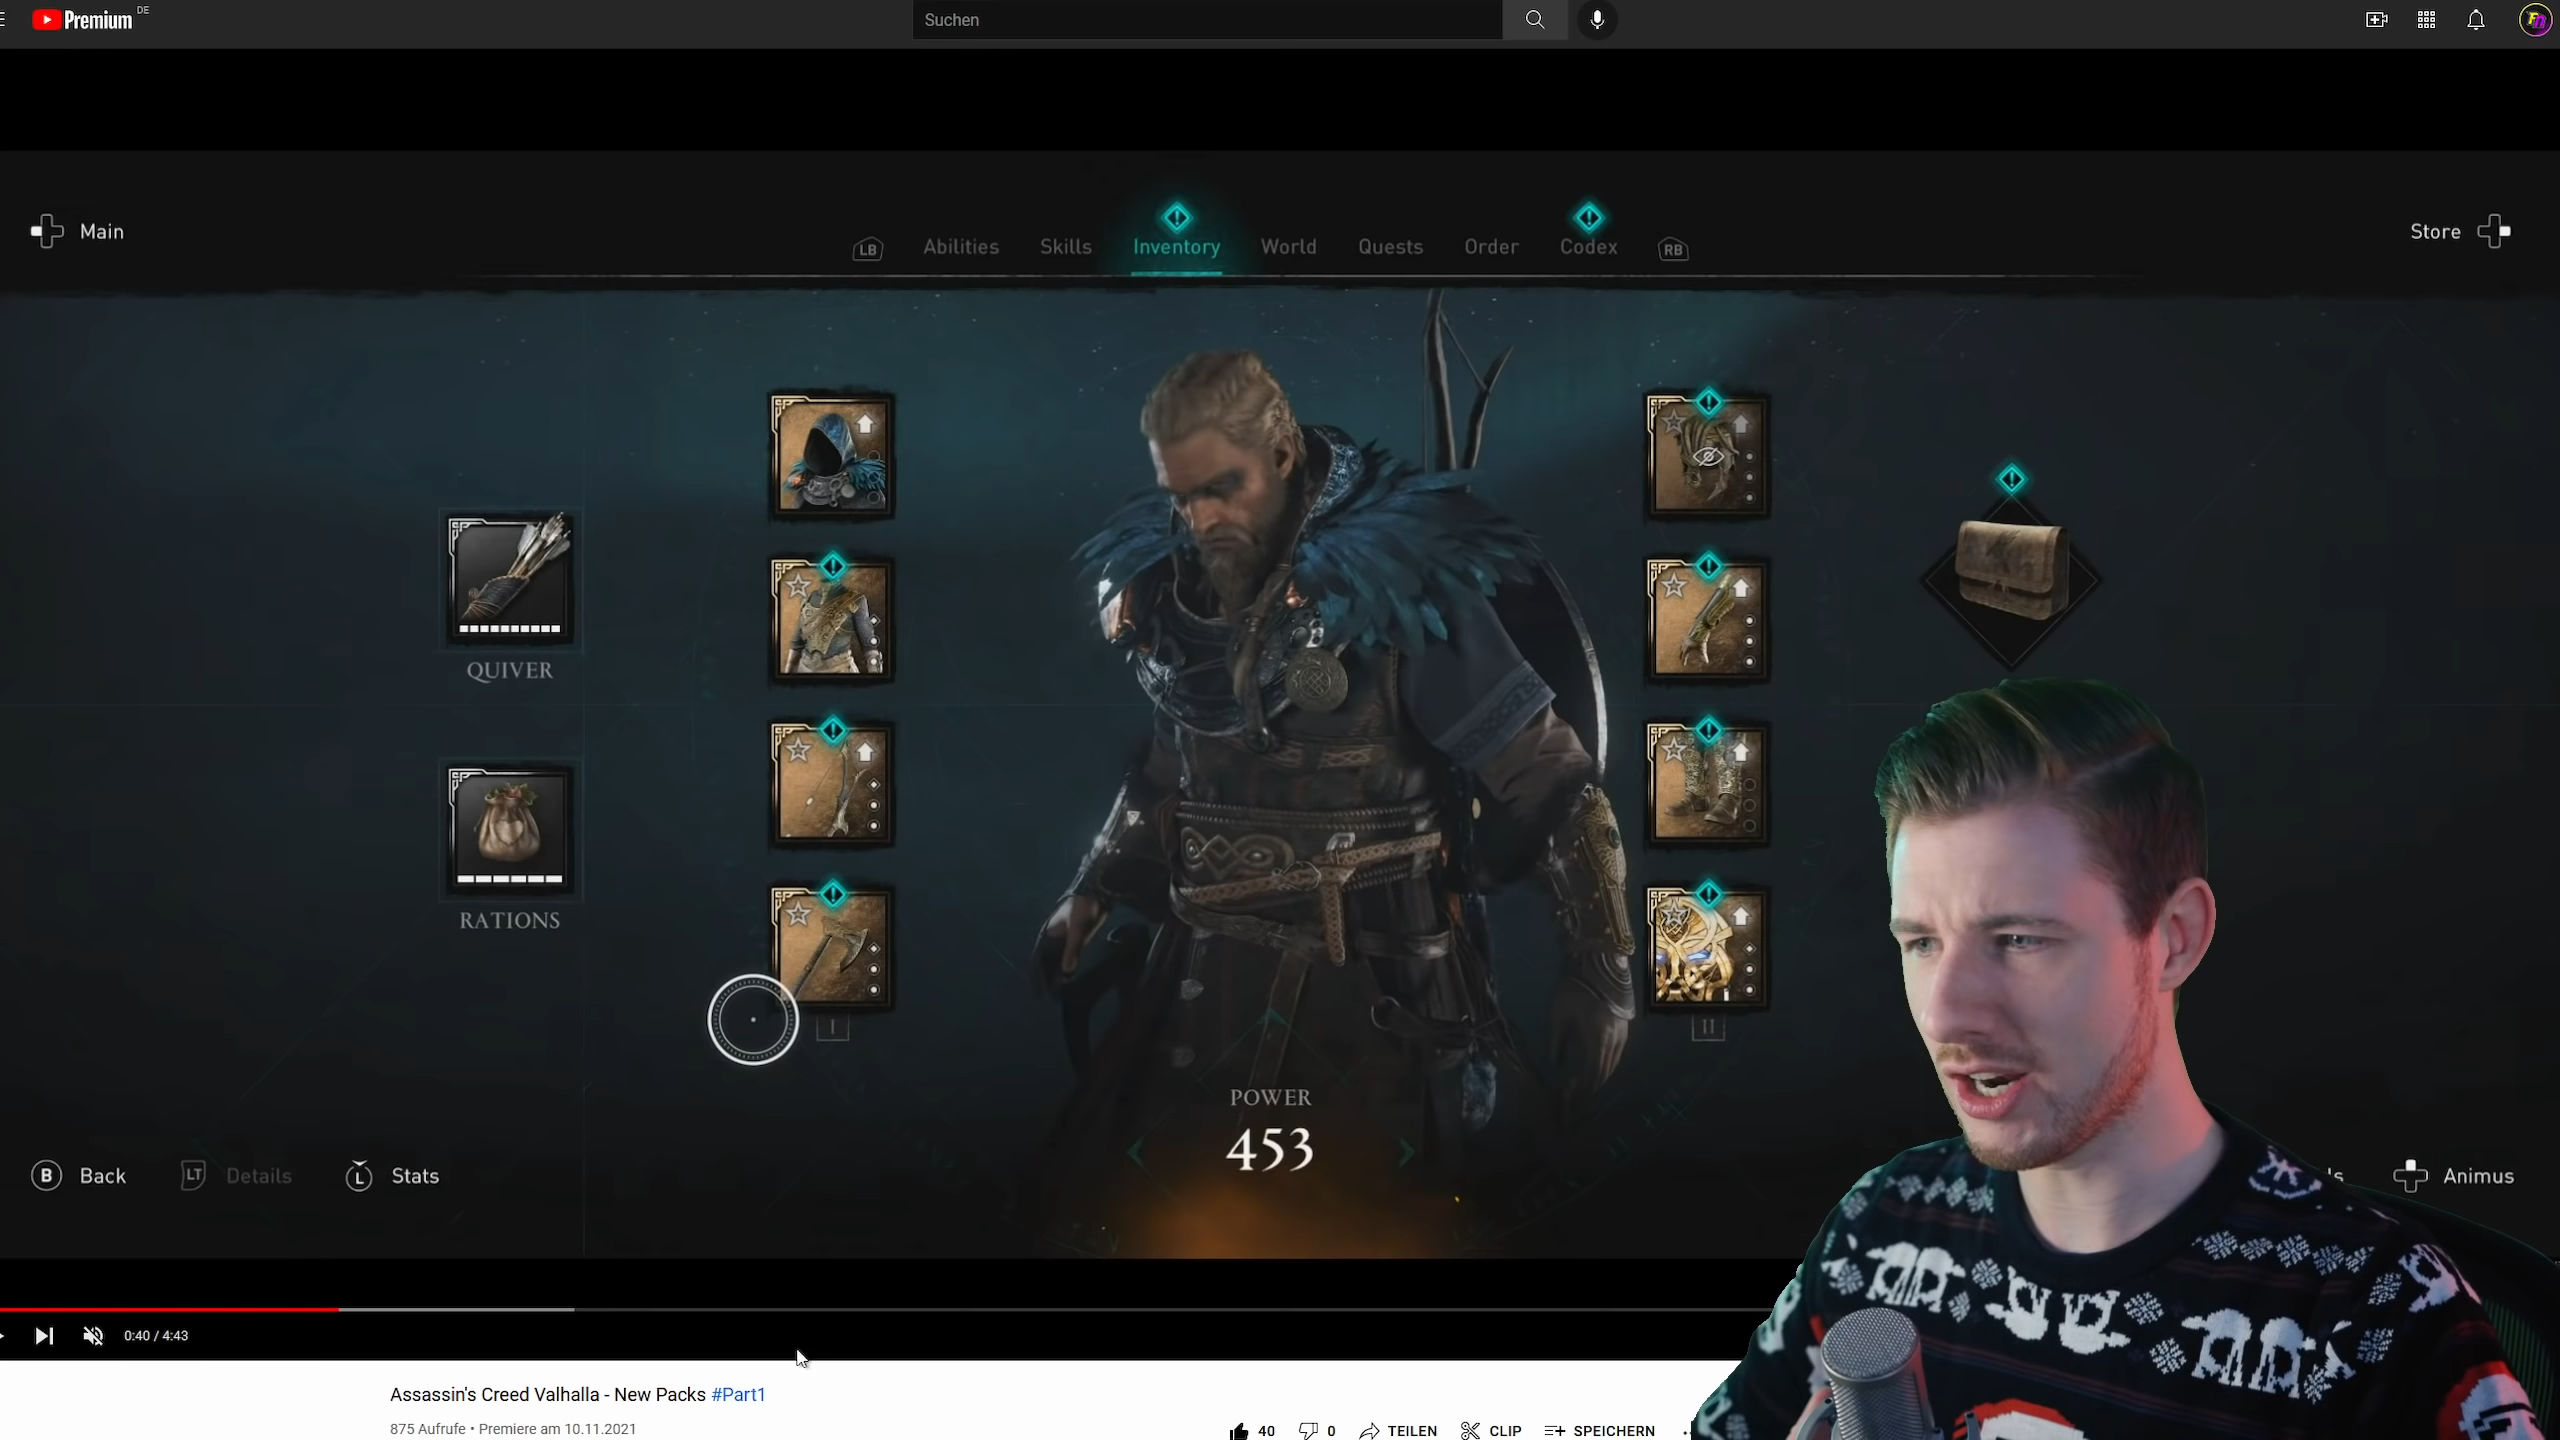 Premium DE
Suchen
Main
LB Abilities Skills Inventory World Quests Order Codex RB
Store
QUIVER
RATIONS
I
II
POWER
453
B Back
LT Details
L Stats
Animus
0:40 / 4:43
Assassin's Creed Valhalla - New Packs #Part1
875 Aufrufe • Premiere am 10.11.2021
40
0
TEILEN
CLIP
SPEICHERN